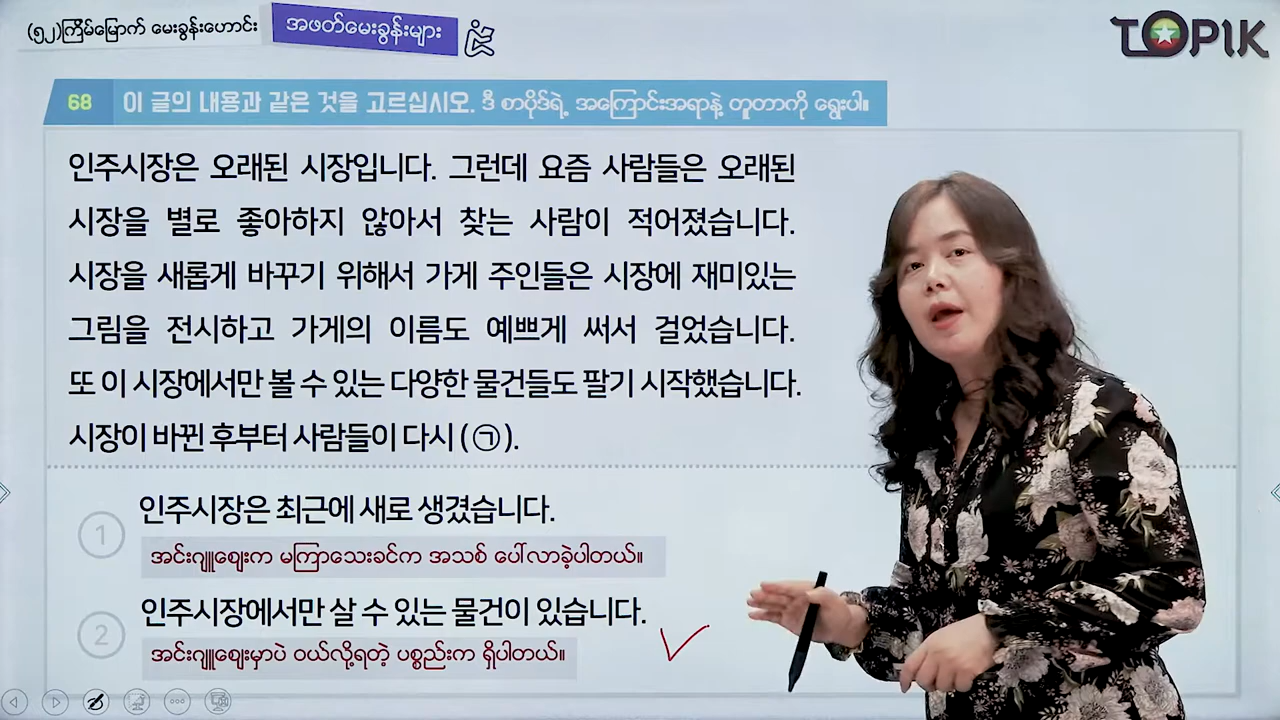 (၅၂)ကြိမ်မြောက် မေးခွန်းဟောင်း
အဖတ်မေးခွန်းများ
TOPIK
68 이 글의 내용과 같은 것을 고르십시오. ဒီ စာပိုဒ်ရဲ့ အကြောင်းအရာနဲ့ တူတာကို ရွေးပါ။
인주시장은 오래된 시장입니다. 그런데 요즘 사람들은 오래된
시장을 별로 좋아하지 않아서 찾는 사람이 적어졌습니다.
시장을 새롭게 바꾸기 위해서 가게 주인들은 시장에 재미있는
그림을 전시하고 가게의 이름도 예쁘게 써서 걸었습니다.
또 이 시장에서만 볼 수 있는 다양한 물건들도 팔기 시작했습니다.
시장이 바뀐 후부터 사람들이 다시 (㉠).
1 인주시장은 최근에 새로 생겼습니다.
အင်းဂျူဈေးက မကြာသေးခင်က အသစ် ပေါ်လာခဲ့ပါတယ်။
2 인주시장에서만 살 수 있는 물건이 있습니다.
အင်းဂျူဈေးမှာပဲ ဝယ်လို့ရတဲ့ ပစ္စည်းက ရှိပါတယ်။